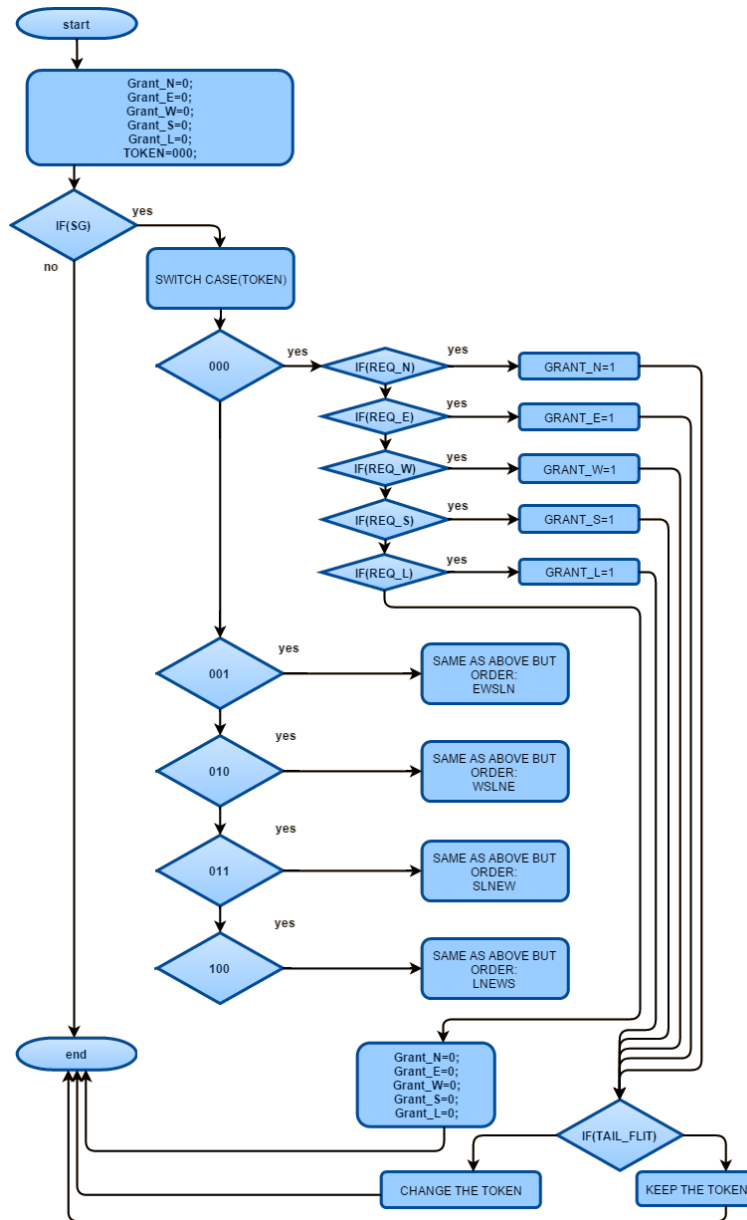 start
Grant_N=0;
Grant_E=0;
Grant_W=0;
Grant_S=0;
Grant_L=0;
TOKEN=000;
IF(SG)
yes
no
SWITCH CASE(TOKEN)
000
yes
IF(REQ_N)
yes
GRANT_N=1
IF(REQ_E)
yes
GRANT_E=1
IF(REQ_W)
yes
GRANT_W=1
IF(REQ_S)
yes
GRANT_S=1
IF(REQ_L)
yes
GRANT_L=1
001
yes
SAME AS ABOVE BUT
ORDER:
EWSLN
010
yes
SAME AS ABOVE BUT
ORDER:
WSLNE
011
yes
SAME AS ABOVE BUT
ORDER:
SLNEW
100
yes
SAME AS ABOVE BUT
ORDER:
LNEWS
end
Grant_N=0;
Grant_E=0;
Grant_W=0;
Grant_S=0;
Grant_L=0;
IF(TAIL_FLIT)
CHANGE THE TOKEN
KEEP THE TOKEN